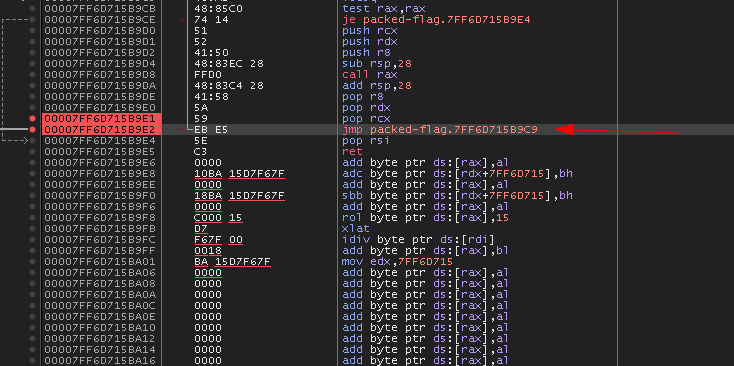 00007FF6D715B9CB 48:85C0 test rax,rax
00007FF6D715B9CE 74 14 je packed-flag.7FF6D715B9E4
00007FF6D715B9D0 51 push rcx
00007FF6D715B9D1 52 push rdx
00007FF6D715B9D2 41:50 push r8
00007FF6D715B9D4 48:83EC 28 sub rsp,28
00007FF6D715B9D8 FFD0 call rax
00007FF6D715B9DA 48:83C4 28 add rsp,28
00007FF6D715B9DE 41:58 pop r8
00007FF6D715B9E0 5A pop rdx
00007FF6D715B9E1 59 pop rcx
00007FF6D715B9E2 EB E5 jmp packed-flag.7FF6D715B9C9
00007FF6D715B9E4 5E pop rsi
00007FF6D715B9E5 C3 ret
00007FF6D715B9E6 0000 add byte ptr ds:[rax],al
00007FF6D715B9E8 10BA 15D7F67F adc byte ptr ds:[rdx+7FF6D715],bh
00007FF6D715B9EE 0000 add byte ptr ds:[rax],al
00007FF6D715B9F0 18BA 15D7F67F sbb byte ptr ds:[rdx+7FF6D715],bh
00007FF6D715B9F6 0000 add byte ptr ds:[rax],al
00007FF6D715B9F8 C000 15 rol byte ptr ds:[rax],15
00007FF6D715B9FB D7 xlat
00007FF6D715B9FC F67F 00 idiv byte ptr ds:[rdi]
00007FF6D715B9FF 0018 add byte ptr ds:[rax],bl
00007FF6D715BA01 BA 15D7F67F mov edx,7FF6D715
00007FF6D715BA06 0000 add byte ptr ds:[rax],al
00007FF6D715BA08 0000 add byte ptr ds:[rax],al
00007FF6D715BA0A 0000 add byte ptr ds:[rax],al
00007FF6D715BA0C 0000 add byte ptr ds:[rax],al
00007FF6D715BA0E 0000 add byte ptr ds:[rax],al
00007FF6D715BA10 0000 add byte ptr ds:[rax],al
00007FF6D715BA12 0000 add byte ptr ds:[rax],al
00007FF6D715BA14 0000 add byte ptr ds:[rax],al
00007FF6D715BA16 0000 add byte ptr ds:[rax],al